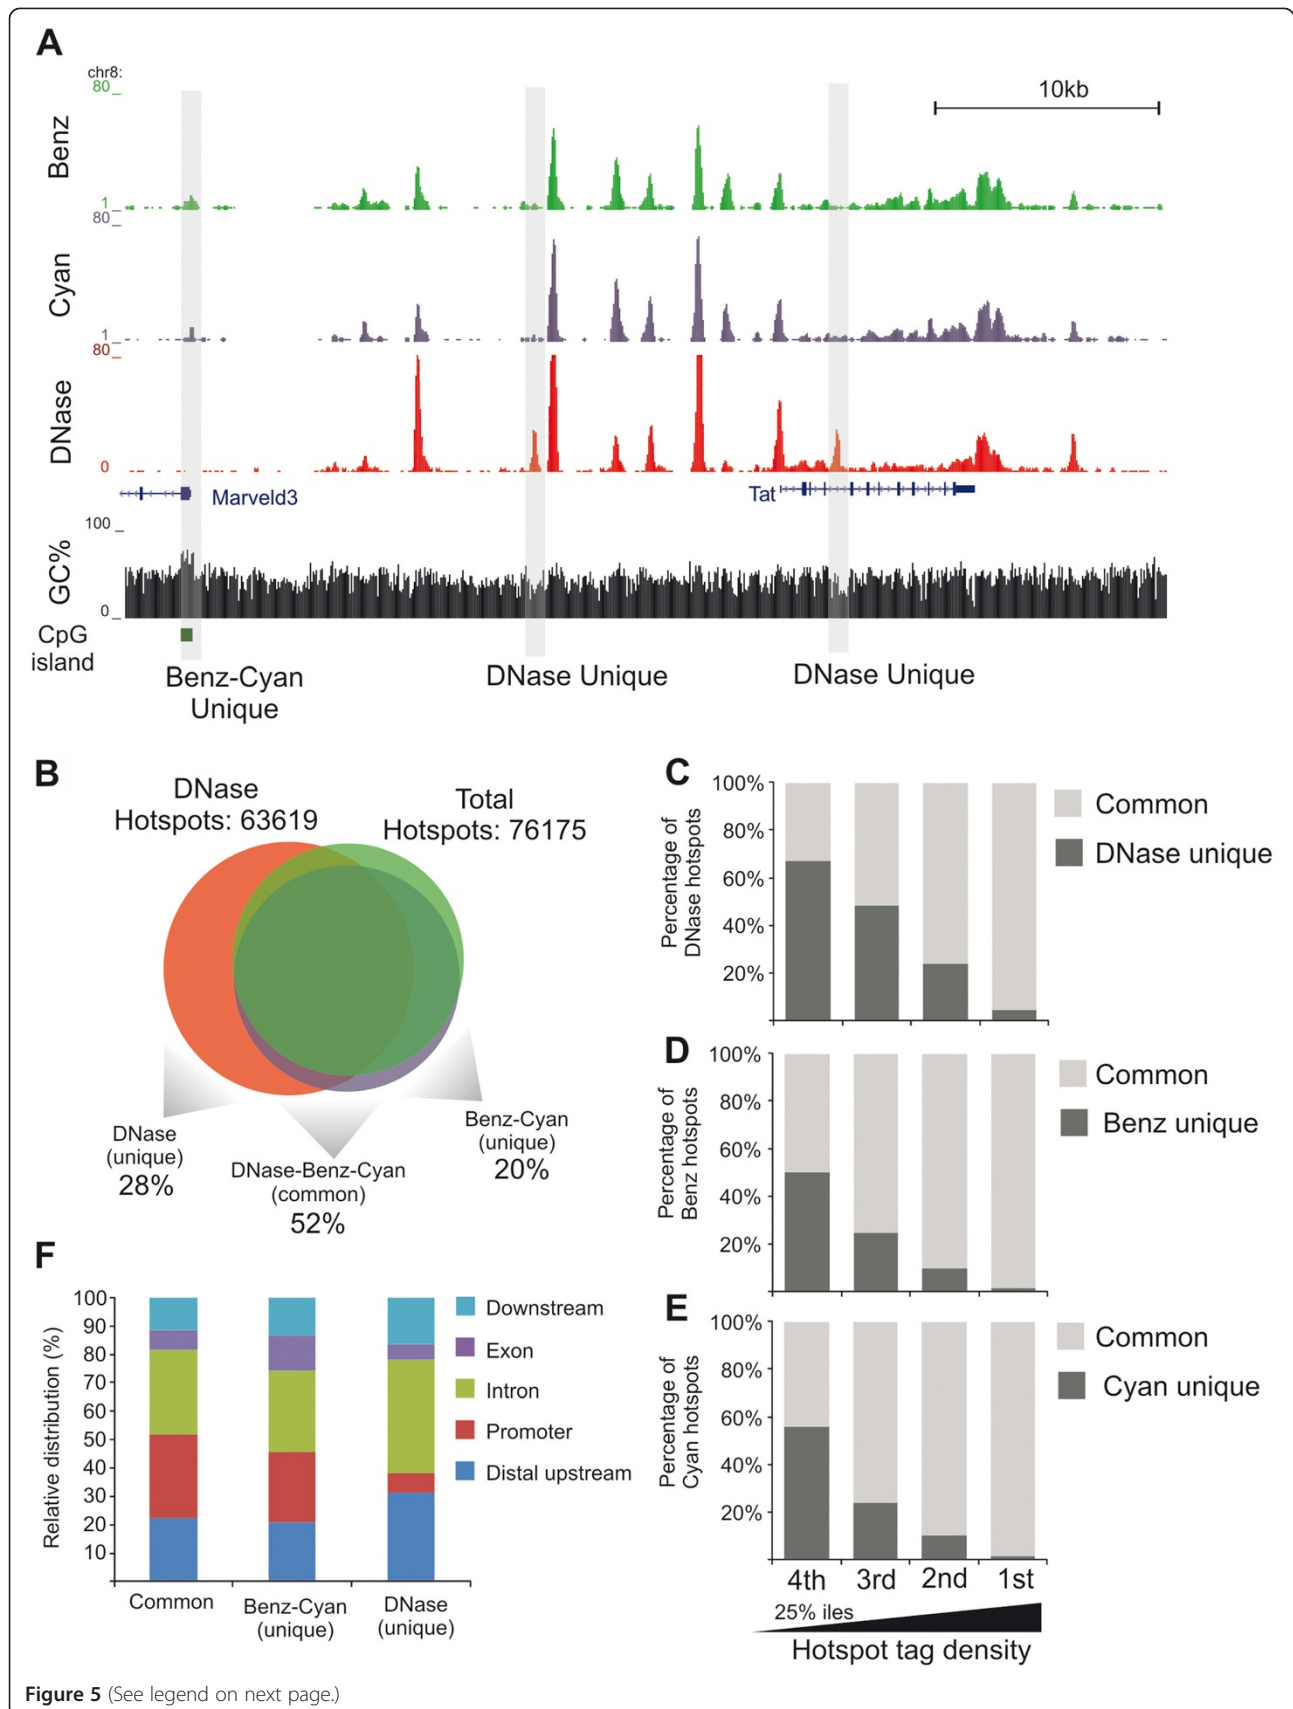 A
chr8:
80
10kb
Benz
1
80
Cyan
1
80
DNase
0
Marveld3
Tat
100
GC%
0
CpG
island
Benz-Cyan
Unique
DNase Unique
DNase Unique
B
DNase
Hotspots: 63619
Total
Hotspots: 76175
DNase
(unique)
28%
DNase-Benz-Cyan
(common)
52%
Benz-Cyan
(unique)
20%
C
100%
80%
60%
40%
20%
Percentage of
DNase hotspots
Common
DNase unique
D
100%
80%
60%
40%
20%
Percentage of
Benz hotspots
Common
Benz unique
E
100%
80%
60%
40%
20%
Percentage of
Cyan hotspots
Common
Cyan unique
4th 3rd 2nd 1st
25% iles
Hotspot tag density
F
100
90
80
70
60
50
40
30
20
10
Relative distribution (%)
Downstream
Exon
Intron
Promoter
Distal upstream
Common
Benz-Cyan
(unique)
DNase
(unique)
Figure 5 (See legend on next page.)